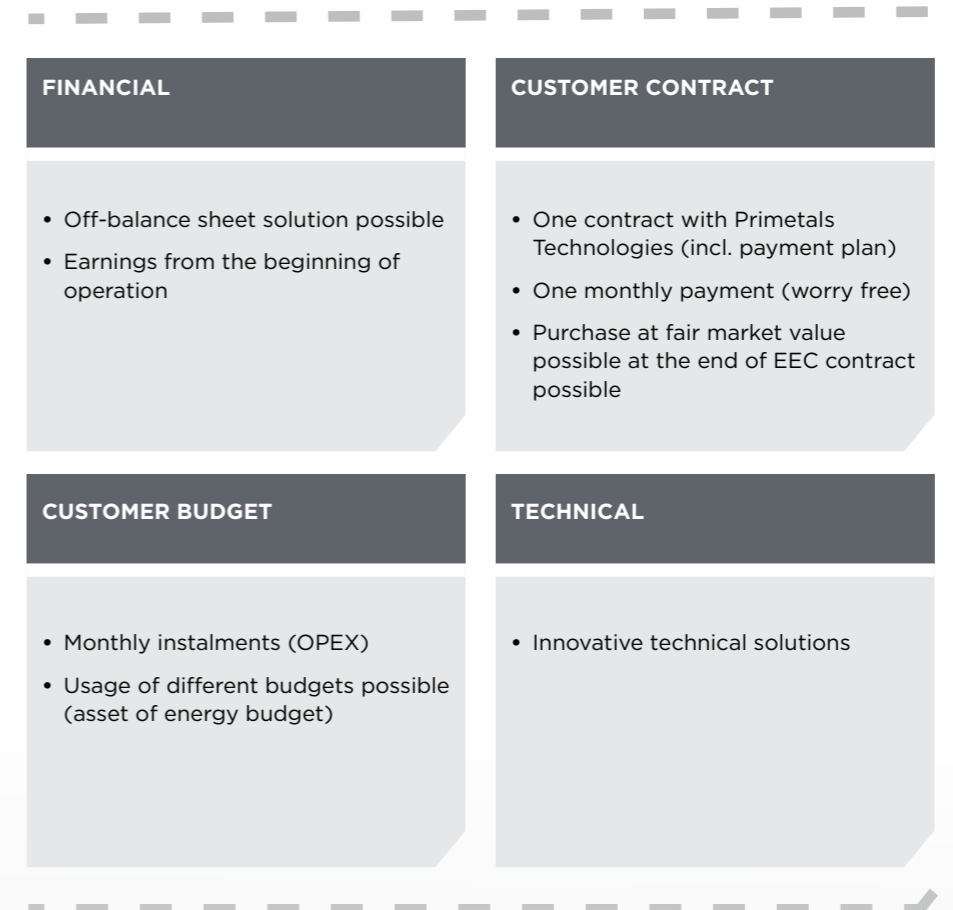 FINANCIAL
• Off-balance sheet solution possible
• Earnings from the beginning of
operation
CUSTOMER CONTRACT
• One contract with Primetals
Technologies (incl. payment plan)
• One monthly payment (worry free)
• Purchase at fair market value
possible at the end of EEC contract
possible
CUSTOMER BUDGET
• Monthly instalments (OPEX)
• Usage of different budgets possible
(asset of energy budget)
TECHNICAL
• Innovative technical solutions